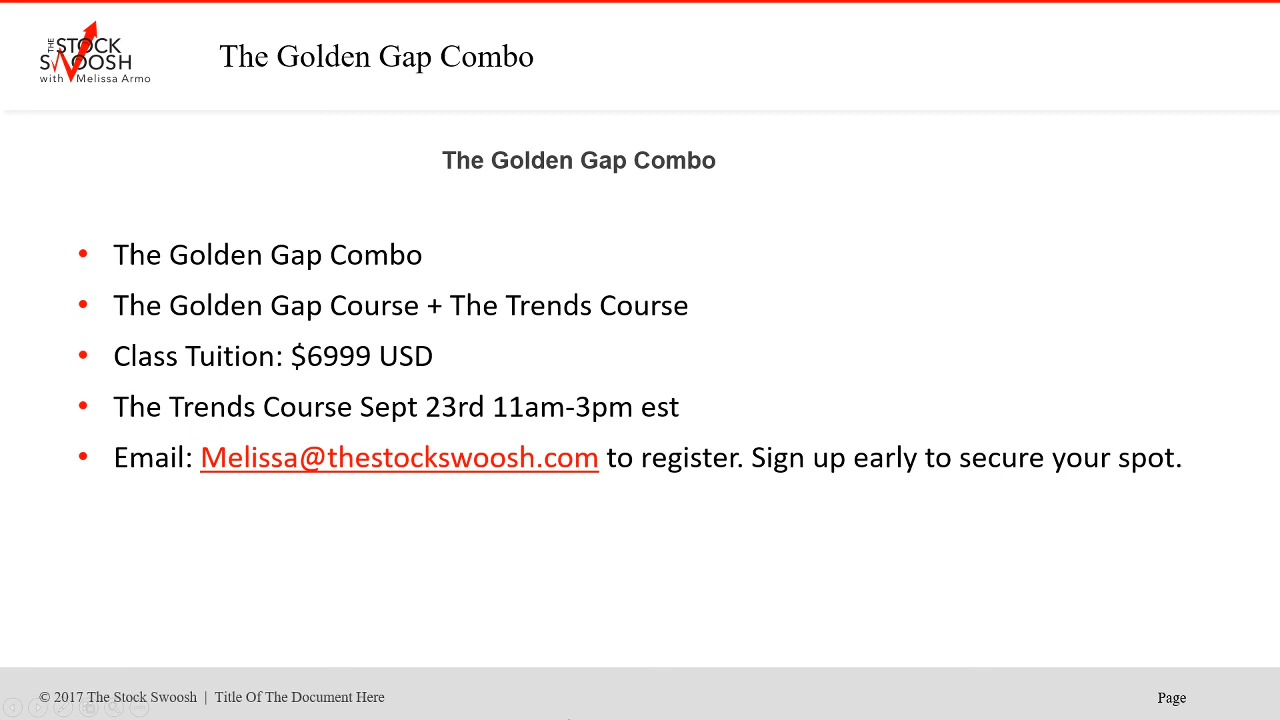 THE STOCK
SWOOSH
with Melissa Armo
The Golden Gap Combo
The Golden Gap Combo
• The Golden Gap Combo
• The Golden Gap Course + The Trends Course
• Class Tuition: $6999 USD
• The Trends Course Sept 23rd 11am-3pm est
• Email: Melissa@thestockswoosh.com to register. Sign up early to secure your spot.
© 2017 The Stock Swoosh | Title Of The Document Here
Page